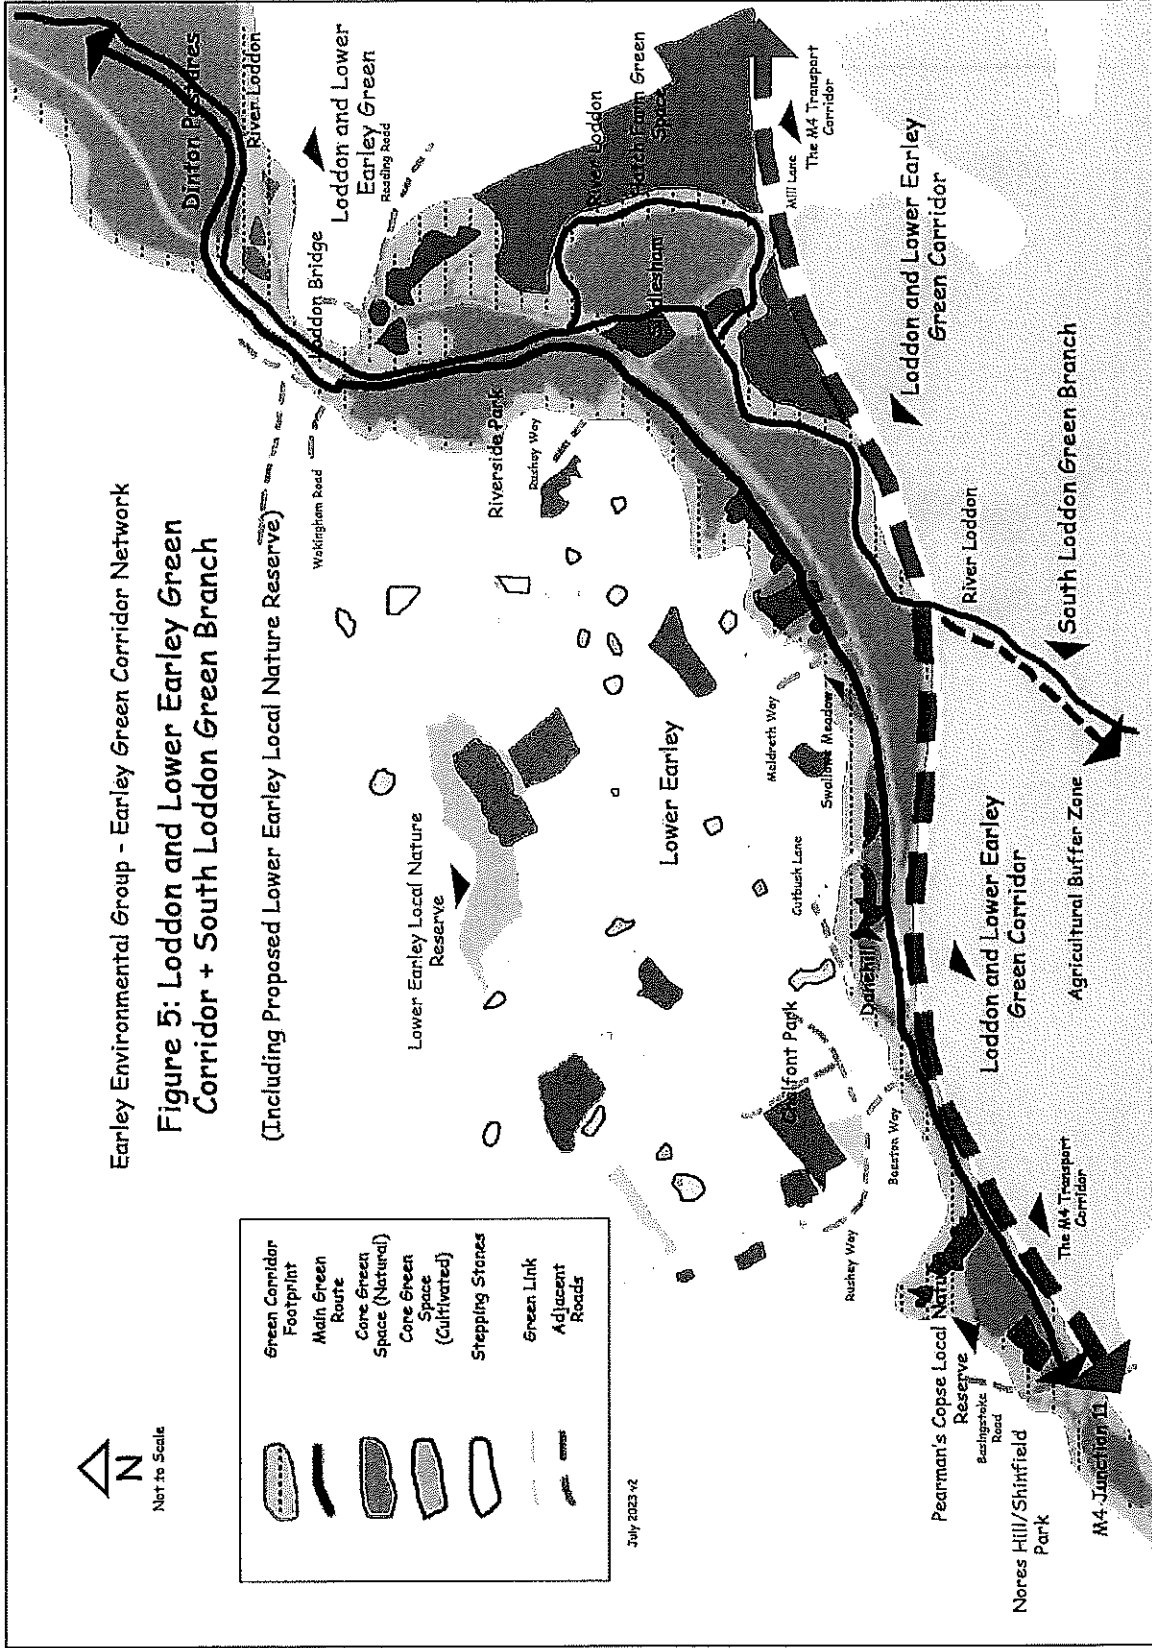 Earley Environmental Group - Earley Green Corridor Network
Figure 5: Loddon and Lower Earley Green
Corridor + South Loddon Green Branch
(Including Proposed Lower Earley Local Nature Reserve)
N
Not to Scale
Green Corridor
Footprint
Main Green
Route
Core Green
Space (Natural)
Core Green
Space
(Cultivated)
Stepping Stones
Green Link
Adjacent
Roads
July 2023 v2
Dinton Pastures
River Loddon
Loddon and Lower
Earley Green
Reading Road
Loddon Bridge
Wokingham Road
Riverside Park
Rushey Way
River Loddon
Hatch Farm Green
Space
Sindlesham
Mill Lane
The M4 Transport
Corridor
Loddon and Lower Earley
Green Corridor
River Loddon
South Loddon Green Branch
Lower Earley Local Nature
Reserve
Lower Earley
Meldreth Way
Swallows Meadow
Cutbush Lane
Danehill
Chalfont Park
Beeston Way
Rushey Way
Loddon and Lower Earley
Green Corridor
Agricultural Buffer Zone
The M4 Transport
Corridor
Pearman's Copse Local Nature
Reserve
Basingstoke
Road
Nores Hill/Shinfield
Park
M4 Junction 11